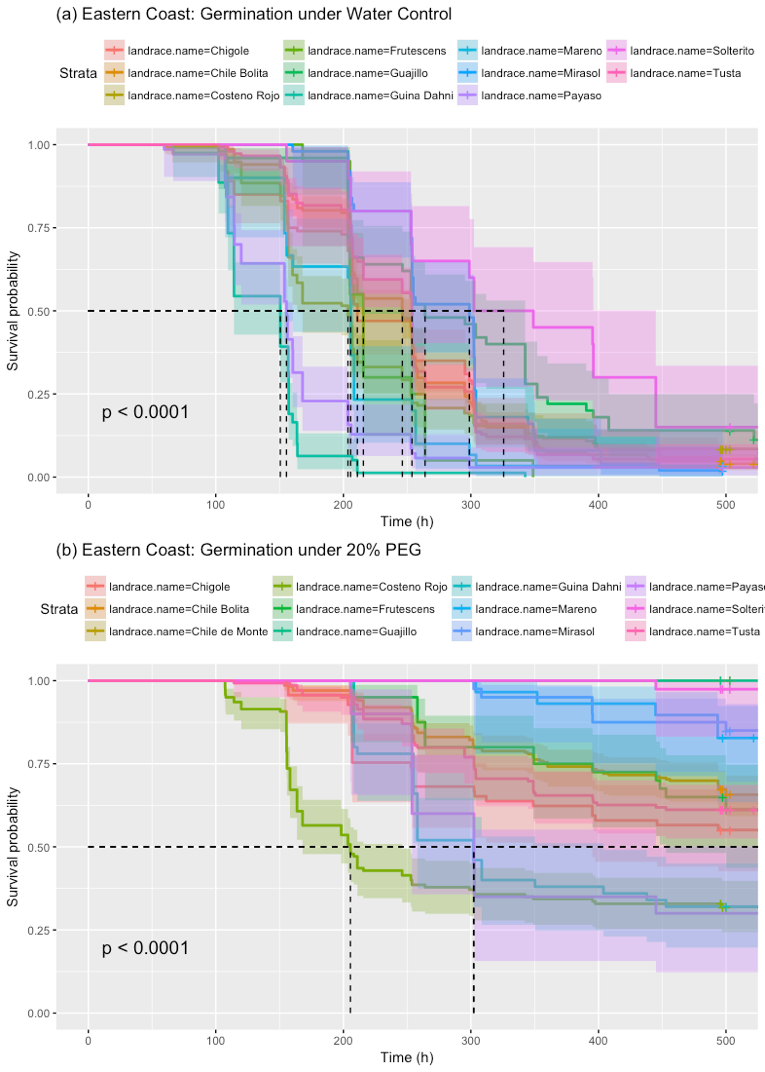 (a) Eastern Coast: Germination under Water Control
Strata
landrace.name=Chigole landrace.name=Frutescens landrace.name=Mareno landrace.name=Solterito
landrace.name=Chile Bolita landrace.name=Guajillo landrace.name=Mirasol landrace.name=Tusta
landrace.name=Costeno Rojo landrace.name=Guina Dahni landrace.name=Payaso
Survival probability
1.00
0.75
0.50
0.25
0.00
p < 0.0001
0 100 200 300 400 500
Time (h)
(b) Eastern Coast: Germination under 20% PEG
Strata
landrace.name=Chigole landrace.name=Costeno Rojo landrace.name=Guina Dahni landrace.name=Payas
landrace.name=Chile Bolita landrace.name=Frutescens landrace.name=Mareno landrace.name=Solteri
landrace.name=Chile de Monte landrace.name=Guajillo landrace.name=Mirasol landrace.name=Tusta
Survival probability
1.00
0.75
0.50
0.25
0.00
p < 0.0001
0 100 200 300 400 500
Time (h)